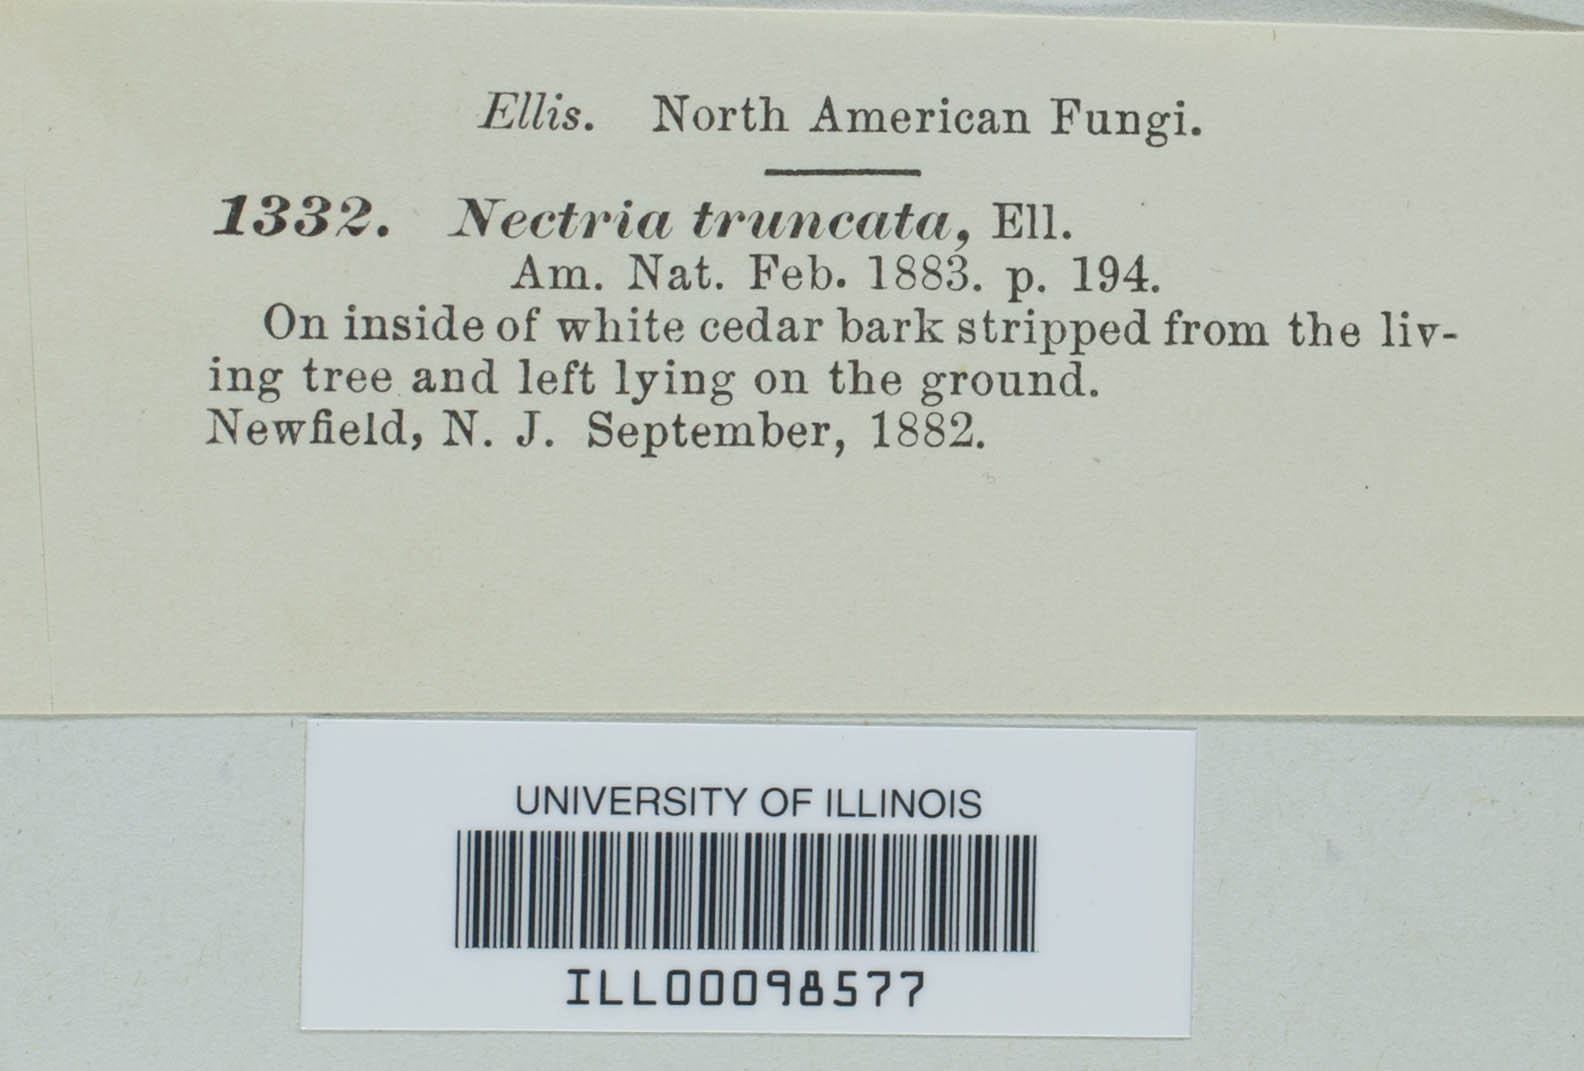 Ellis. North American Fungi.
1332. Nectria truncata, Ell.
Am. Nat. Feb. 1883. p. 194.
On inside of white cedar bark stripped from the liv-
ing tree and left lying on the ground.
Newfield, N. J. September, 1882.
UNIVERSITY OF ILLINOIS
ILL00098577